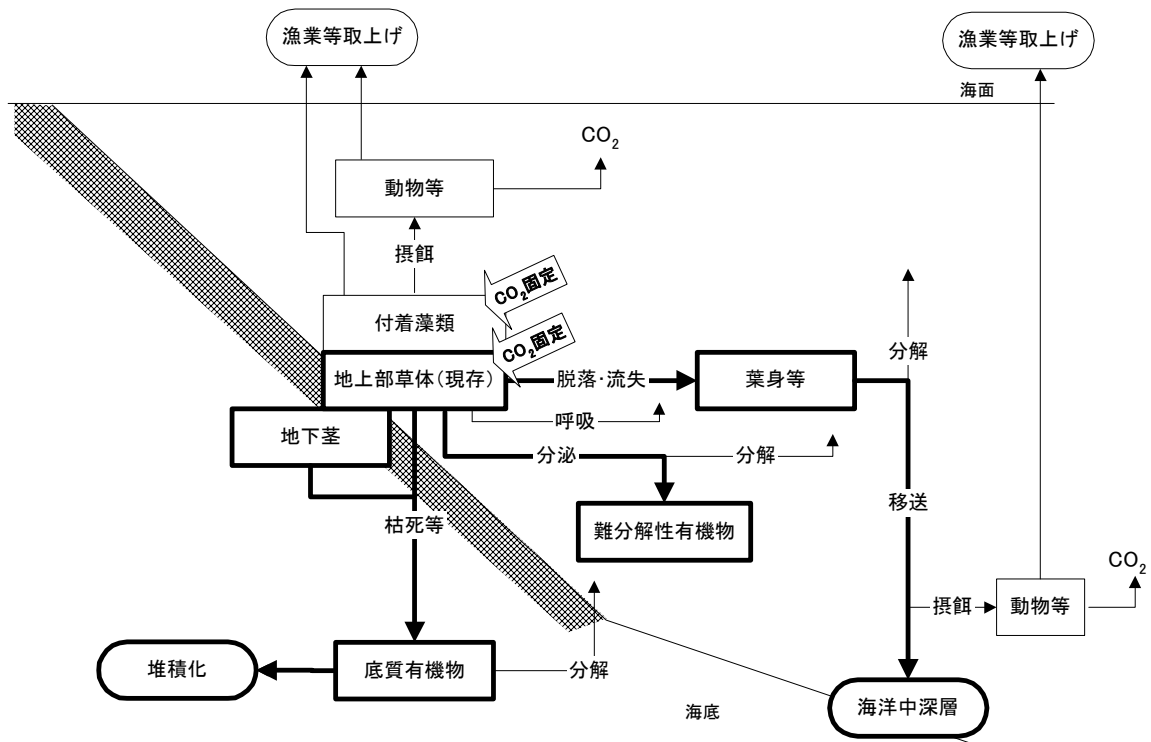 漁業等取上げ
漁業等取上げ
海面
CO2
動物等
摂餌
CO2固定
付着藻類
CO2固定
分解
地上部草体(現存)
脱落・流失
葉身等
呼吸
地下茎
分泌
分解
移送
枯死等
難分解性有機物
CO2
摂餌
動物等
堆積化
底質有機物
分解
海底
海洋中深層